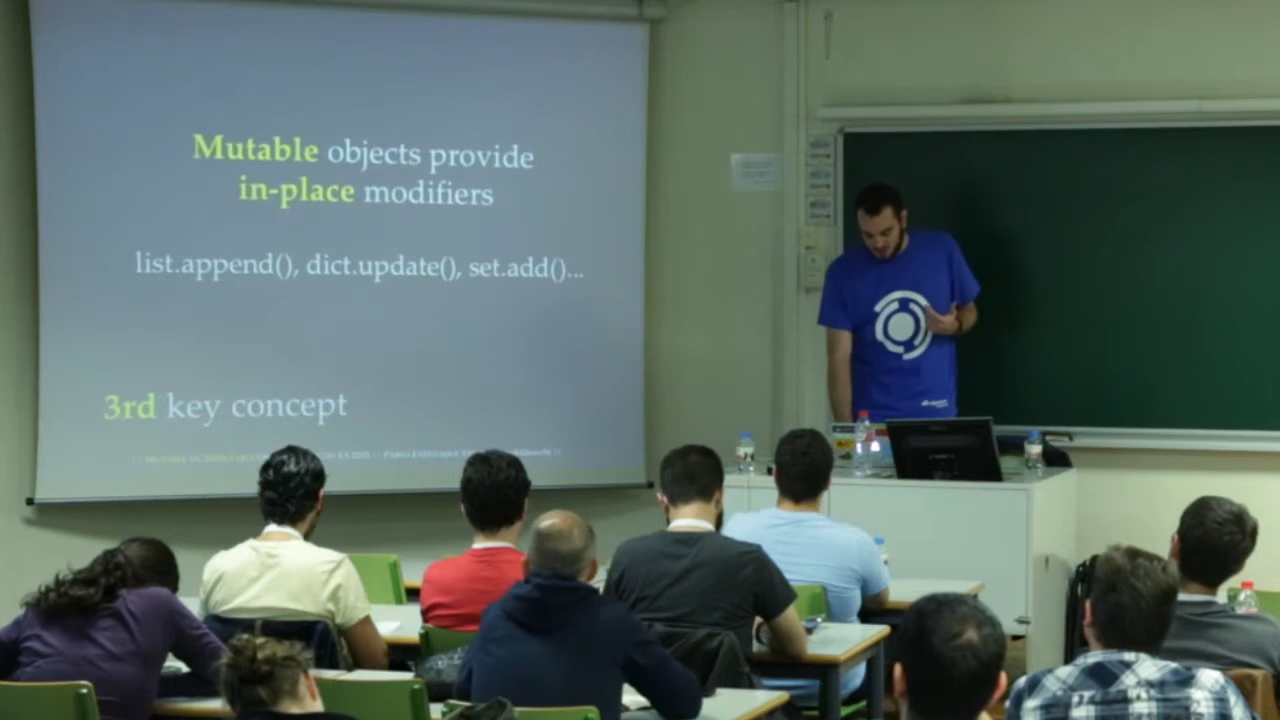 Mutable objects provide
in-place modifiers
list.append(), dict.update(), set.add()...
3rd key concept